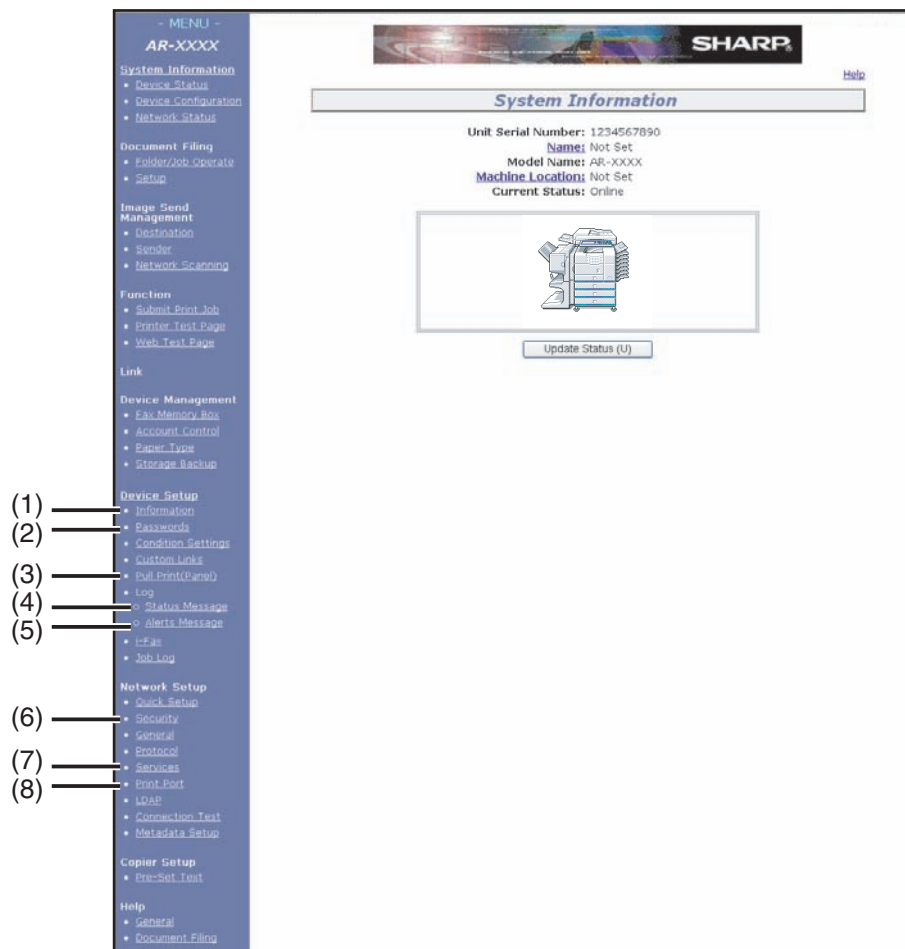 - MENU -
AR-XXXX
System Information
• Device Status
• Device Configuration
• Network Status
Document Filing
• Folder/Job Operate
• Setup
Image Send
Management
• Destination
• Sender
• Network Scanning
Function
• Submit Print Job
• Printer Test Page
• Web Test Page
Link
Device Management
• Fax Memory Box
• Account Control
• Paper Type
• Storage Backup
Device Setup
(1) • Information
(2) • Passwords
• Condition Settings
• Custom Links
(3) • Pull Print(Panel)
• Log
(4) o Status Message
(5) o Alerts Message
• i-Fax
• Job Log
Network Setup
• Quick Setup
(6) • Security
• General
• Protocol
(7) • Services
(8) • Print Port
• LDAP
• Connection Test
• Metadata Setup
Copier Setup
• Pre-Set Text
Help
• General
• Document Filing
SHARP
Help
System Information
Unit Serial Number: 1234567890
Name: Not Set
Model Name: AR-XXXX
Machine Location: Not Set
Current Status: Online
Update Status (U)